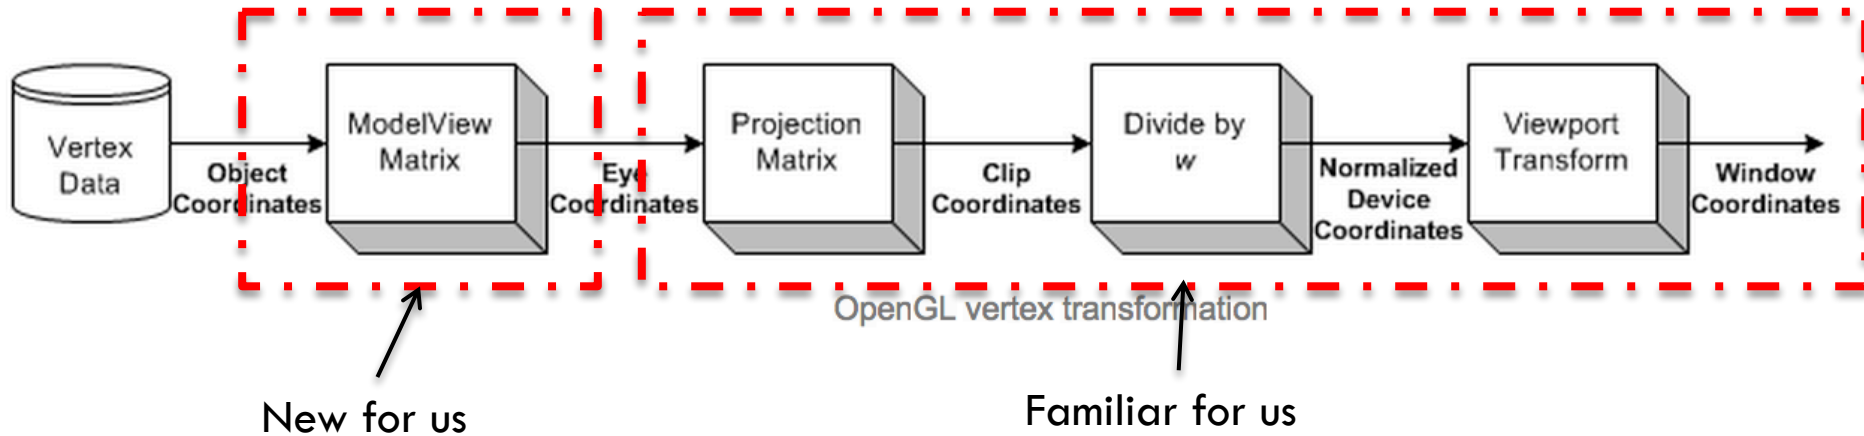 Vertex
Data
Object
Coordinates
ModelView
Matrix
Eye
Coordinates
Projection
Matrix
Clip
Coordinates
Divide by
w
Normalized
Device
Coordinates
Viewport
Transform
Window
Coordinates
OpenGL vertex transformation
New for us
Familiar for us